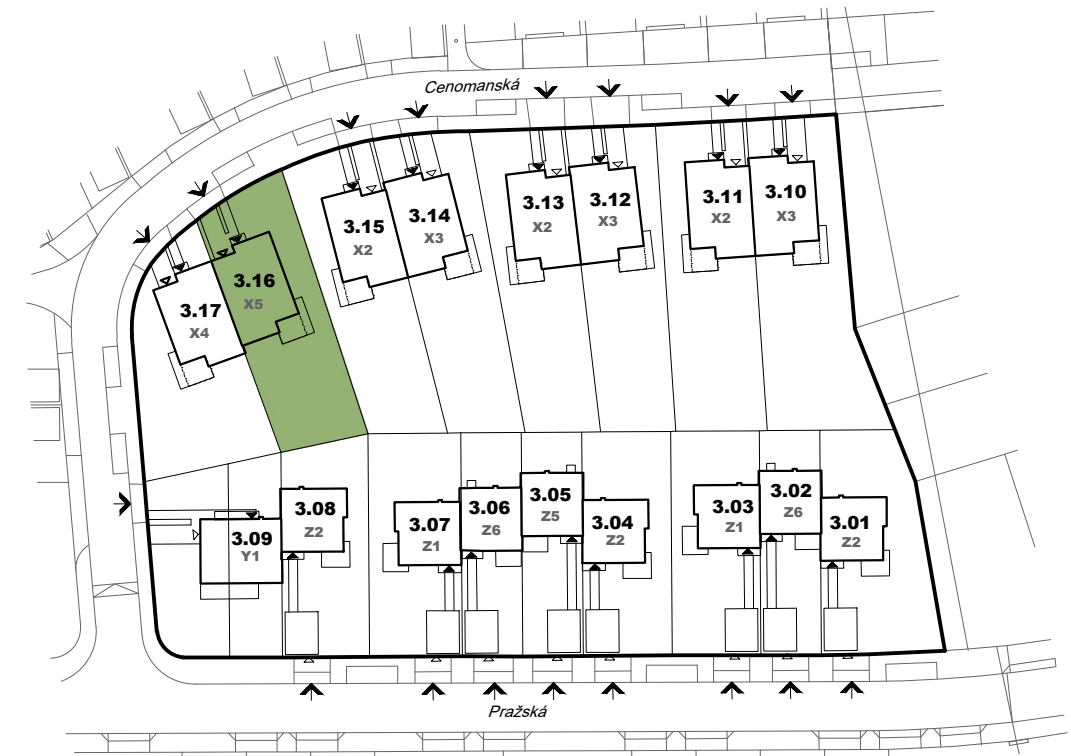 Cenomanská
3.15
X2
3.14
X3
3.13
X2
3.12
X3
3.11
X2
3.10
X3
3.17
X4
3.16
X5
3.09
Y1
3.08
Z2
3.07
Z1
3.06
Z6
3.05
Z5
3.04
Z2
3.03
Z1
3.02
Z6
3.01
Z2
Pražská